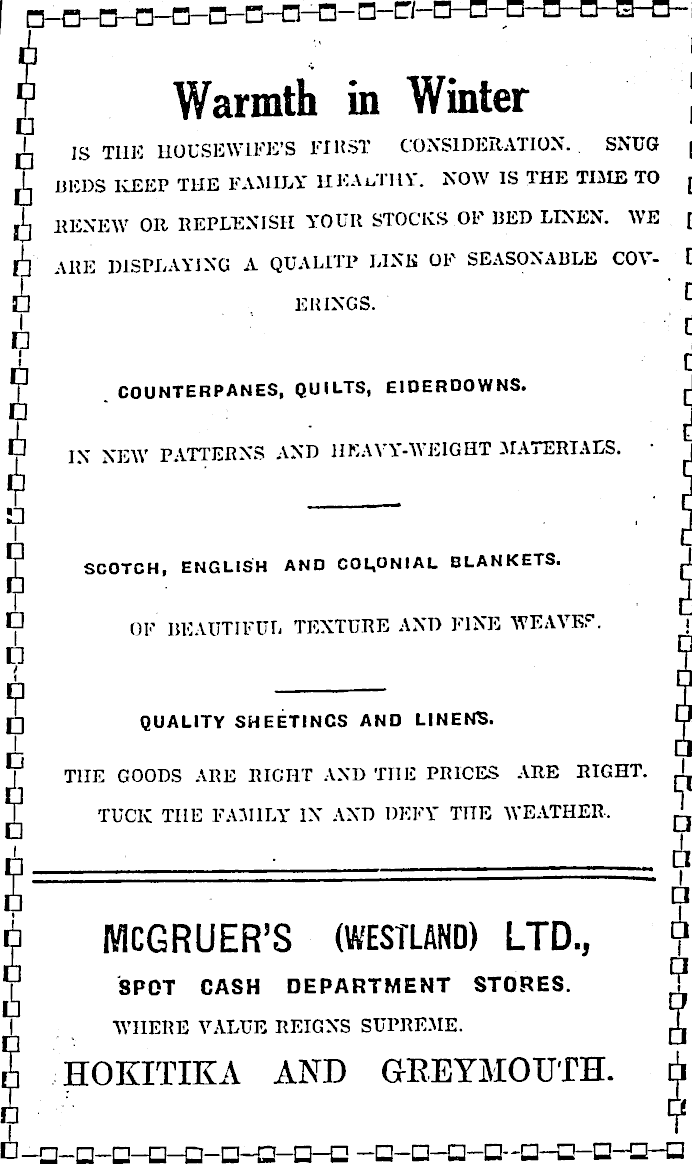 Warmth in Winter
IS THE HOUSEWIFE'S FIRST CONSIDERATION. SNUG
BEDS KEEP THE FAMILY HEALTHY. NOW IS THE TIME TO
RENEW OR REPLENISH YOUR STOCKS OF BED LINEN. WE
ARE DISPLAYING A QUALITP LINE OF SEASONABLE COV-
ERINGS.
COUNTERPANES, QUILTS, EIDERDOWNS.
IN NEW PATTERNS AND HEAVY-WEIGHT MATERIALS.
SCOTCH, ENGLISH AND COLONIAL BLANKETS.
OF BEAUTIFUL TEXTURE AND FINE WEAVES.
QUALITY SHEETINGS AND LINENS.
THE GOODS ARE RIGHT AND THE PRICES ARE RIGHT.
TUCK THE FAMILY IN AND DEFY THE WEATHER.
McGRUER'S (WESTLAND) LTD.,
SPOT CASH DEPARTMENT STORES.
WHERE VALUE REIGNS SUPREME.
HOKITIKA AND GREYMOUTH.